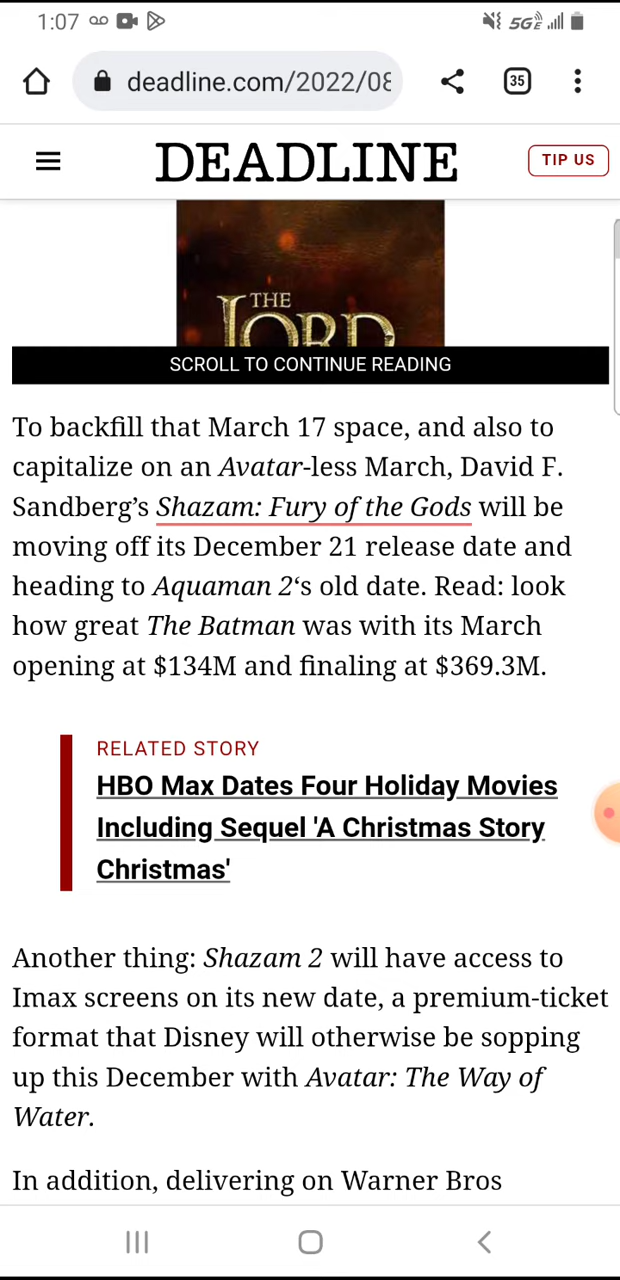 1:07
5GE
deadline.com/2022/08
35
DEADLINE
TIP US
THE
LORD
SCROLL TO CONTINUE READING
To backfill that March 17 space, and also to
capitalize on an Avatar-less March, David F.
Sandberg’s Shazam: Fury of the Gods will be
moving off its December 21 release date and
heading to Aquaman 2‘s old date. Read: look
how great The Batman was with its March
opening at $134M and finaling at $369.3M.
RELATED STORY
HBO Max Dates Four Holiday Movies
Including Sequel 'A Christmas Story
Christmas'
Another thing: Shazam 2 will have access to
Imax screens on its new date, a premium-ticket
format that Disney will otherwise be sopping
up this December with Avatar: The Way of
Water.
In addition, delivering on Warner Bros